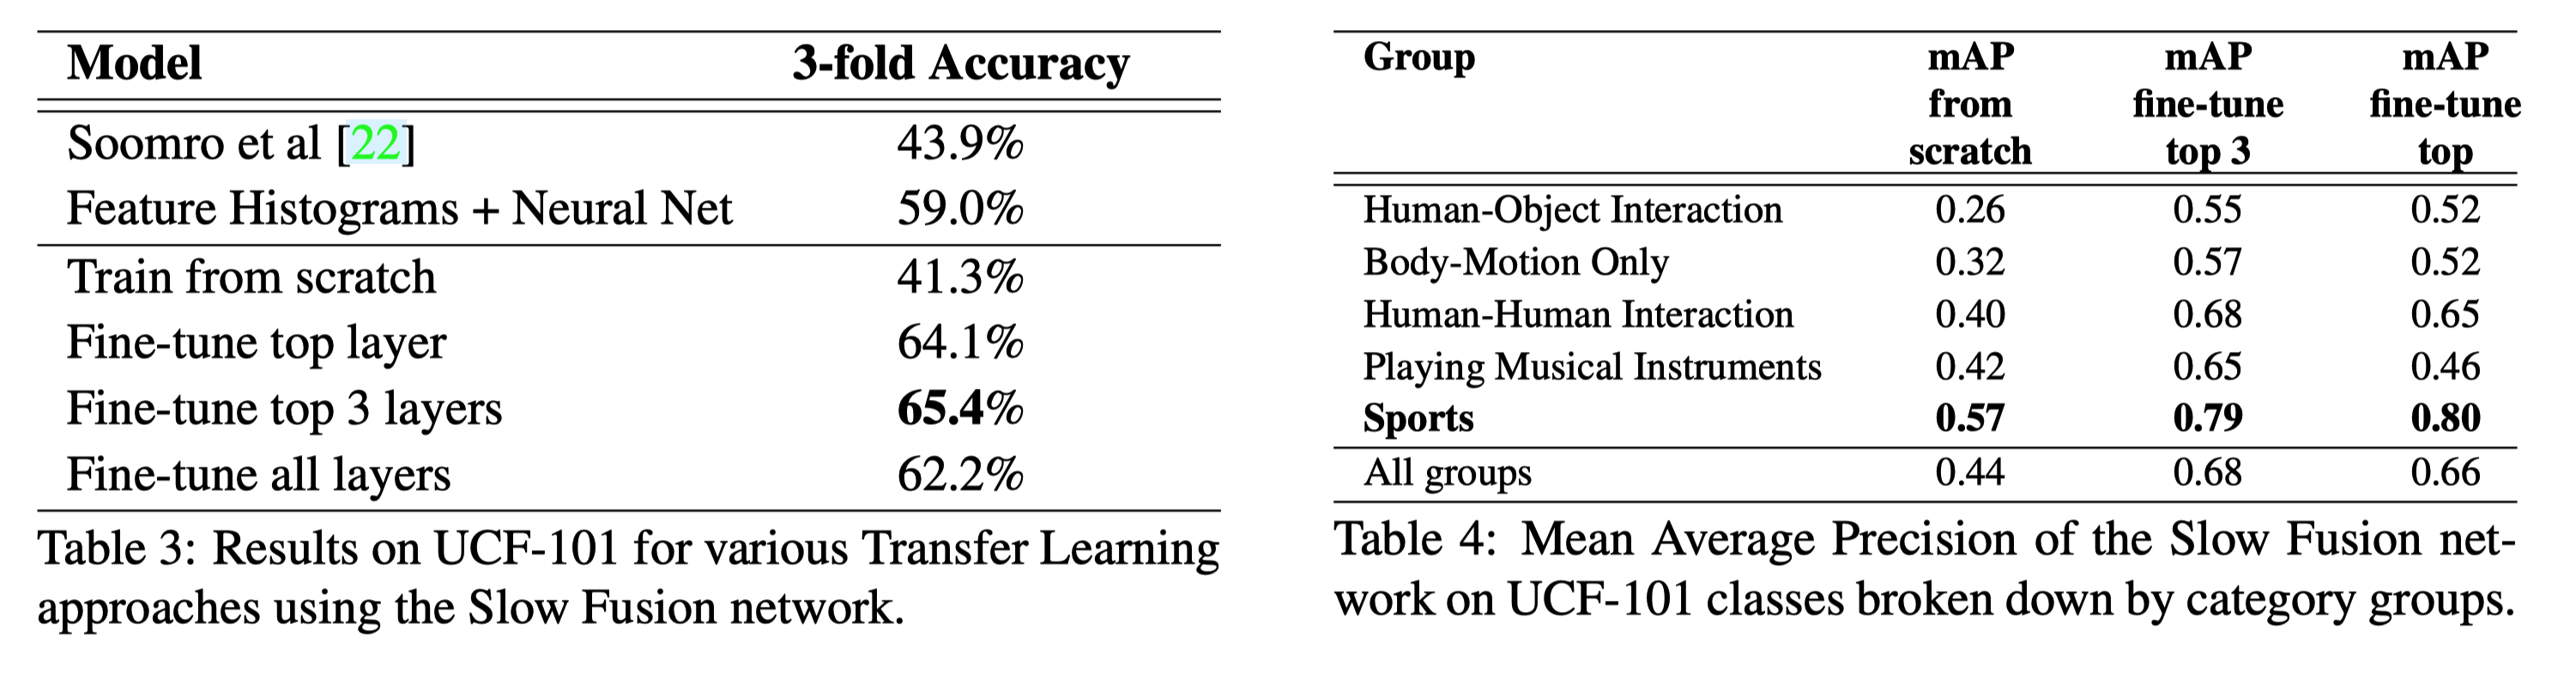 Model 3-fold Accuracy
Soomro et al [22] 43.9%
Feature Histograms + Neural Net 59.0%
Train from scratch 41.3%
Fine-tune top layer 64.1%
Fine-tune top 3 layers 65.4%
Fine-tune all layers 62.2%
Table 3: Results on UCF-101 for various Transfer Learning
approaches using the Slow Fusion network.
Group mAP mAP mAP
from fine-tune fine-tune
scratch top 3 top
Human-Object Interaction 0.26 0.55 0.52
Body-Motion Only 0.32 0.57 0.52
Human-Human Interaction 0.40 0.68 0.65
Playing Musical Instruments 0.42 0.65 0.46
Sports 0.57 0.79 0.80
All groups 0.44 0.68 0.66
Table 4: Mean Average Precision of the Slow Fusion net-
work on UCF-101 classes broken down by category groups.